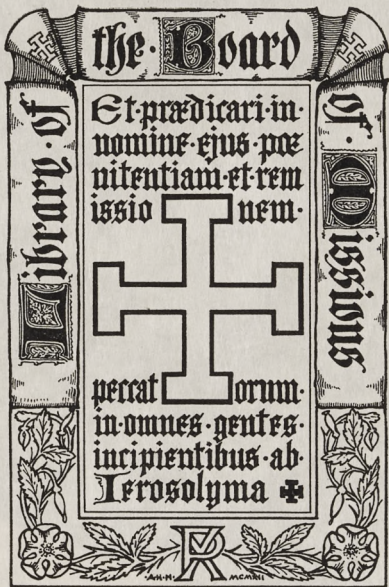 Library of
the · Board
of · Missions
Et · prædicari · in ·
nomine · ejus · pœ
nitentiam · et · rem
issio nem ·
peccat orum ·
in · omnes · gentes ·
incipientibus · ab ·
Ierosolyma ✠
· A · H · N · MCMXII